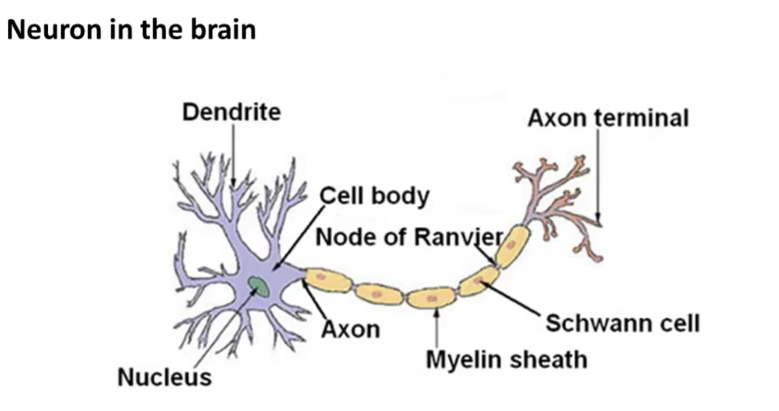 Neuron in the brain
Dendrite
Axon terminal
Cell body
Node of Ranvier
Axon
Schwann cell
Myelin sheath
Nucleus